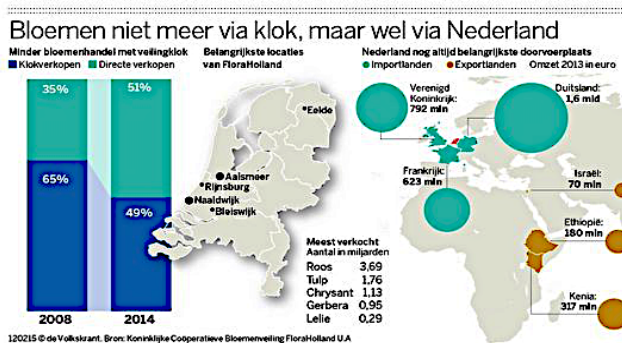 Bloemen niet meer via klok, maar wel via Nederland
Minder bloemenhandel met veilingklok
Klokverkopen
Directe verkopen
35%
51%
65%
49%
2008
2014
Belangrijkste locaties
van FloraHolland
Eelde
Aalsmeer
Rijnsburg
Naaldwijk
Bleiswijk
Meest verkocht
Aantal in miljarden
Roos 3,69
Tulp 1,76
Chrysant 1,13
Gerbera 0,95
Lelie 0,29
Nederland nog altijd belangrijkste doorvoerplaats
Importlanden
Exportlanden
Omzet 2013 in euro
Verenigd
Koninkrijk:
792 mln
Duitsland:
1,6 mld
Frankrijk:
623 mln
Israël:
70 mln
Ethiopië:
180 mln
Kenia:
317 mln
120215 © de Volkskrant. Bron: Koninklijke Coöperatieve Bloemenveiling FloraHolland U.A